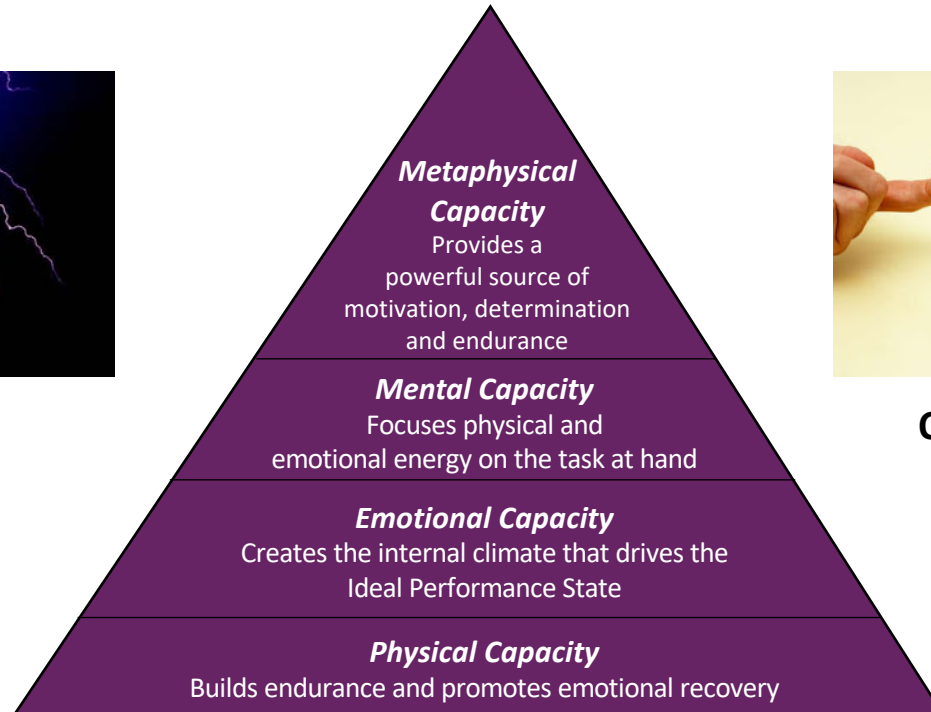 Metaphysical
Capacity
Provides a
powerful source of
motivation, determination
and endurance
Mental Capacity
Focuses physical and
emotional energy on the task at hand
Emotional Capacity
Creates the internal climate that drives the
Ideal Performance State
Physical Capacity
Builds endurance and promotes emotional recovery